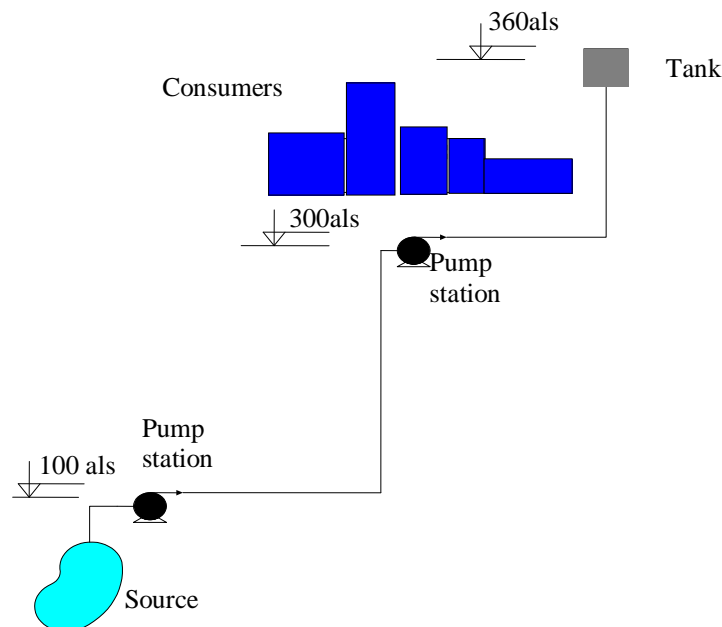 360als
Tank
Consumers
300als
Pump
station
Pump
station
100 als
Source